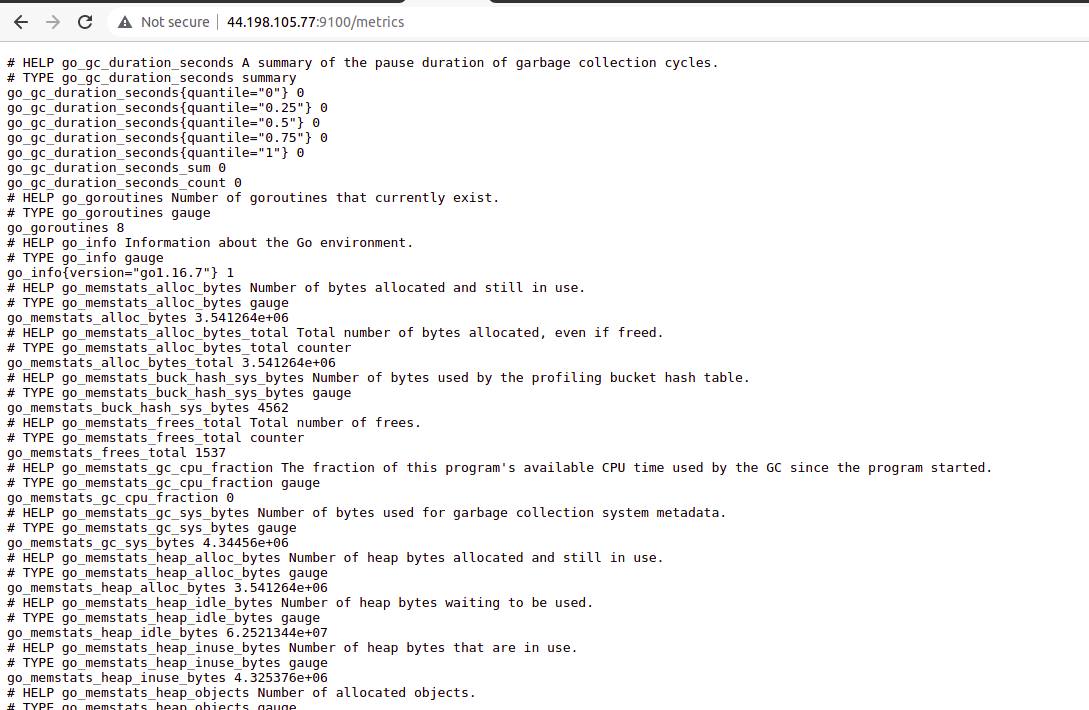 Not secure | 44.198.105.77:9100/metrics
# HELP go_gc_duration_seconds A summary of the pause duration of garbage collection cycles.
# TYPE go_gc_duration_seconds summary
go_gc_duration_seconds{quantile="0"} 0
go_gc_duration_seconds{quantile="0.25"} 0
go_gc_duration_seconds{quantile="0.5"} 0
go_gc_duration_seconds{quantile="0.75"} 0
go_gc_duration_seconds{quantile="1"} 0
go_gc_duration_seconds_sum 0
go_gc_duration_seconds_count 0
# HELP go_goroutines Number of goroutines that currently exist.
# TYPE go_goroutines gauge
go_goroutines 8
# HELP go_info Information about the Go environment.
# TYPE go_info gauge
go_info{version="go1.16.7"} 1
# HELP go_memstats_alloc_bytes Number of bytes allocated and still in use.
# TYPE go_memstats_alloc_bytes gauge
go_memstats_alloc_bytes 3.541264e+06
# HELP go_memstats_alloc_bytes_total Total number of bytes allocated, even if freed.
# TYPE go_memstats_alloc_bytes_total counter
go_memstats_alloc_bytes_total 3.541264e+06
# HELP go_memstats_buck_hash_sys_bytes Number of bytes used by the profiling bucket hash table.
# TYPE go_memstats_buck_hash_sys_bytes gauge
go_memstats_buck_hash_sys_bytes 4562
# HELP go_memstats_frees_total Total number of frees.
# TYPE go_memstats_frees_total counter
go_memstats_frees_total 1537
# HELP go_memstats_gc_cpu_fraction The fraction of this program's available CPU time used by the GC since the program started.
# TYPE go_memstats_gc_cpu_fraction gauge
go_memstats_gc_cpu_fraction 0
# HELP go_memstats_gc_sys_bytes Number of bytes used for garbage collection system metadata.
# TYPE go_memstats_gc_sys_bytes gauge
go_memstats_gc_sys_bytes 4.34456e+06
# HELP go_memstats_heap_alloc_bytes Number of heap bytes allocated and still in use.
# TYPE go_memstats_heap_alloc_bytes gauge
go_memstats_heap_alloc_bytes 3.541264e+06
# HELP go_memstats_heap_idle_bytes Number of heap bytes waiting to be used.
# TYPE go_memstats_heap_idle_bytes gauge
go_memstats_heap_idle_bytes 6.2521344e+07
# HELP go_memstats_heap_inuse_bytes Number of heap bytes that are in use.
# TYPE go_memstats_heap_inuse_bytes gauge
go_memstats_heap_inuse_bytes 4.325376e+06
# HELP go_memstats_heap_objects Number of allocated objects.
# TYPE go_memstats_heap_objects gauge